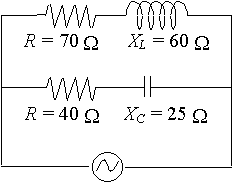 R = 70 Ω X_L = 60 Ω
R = 40 Ω X_C = 25 Ω